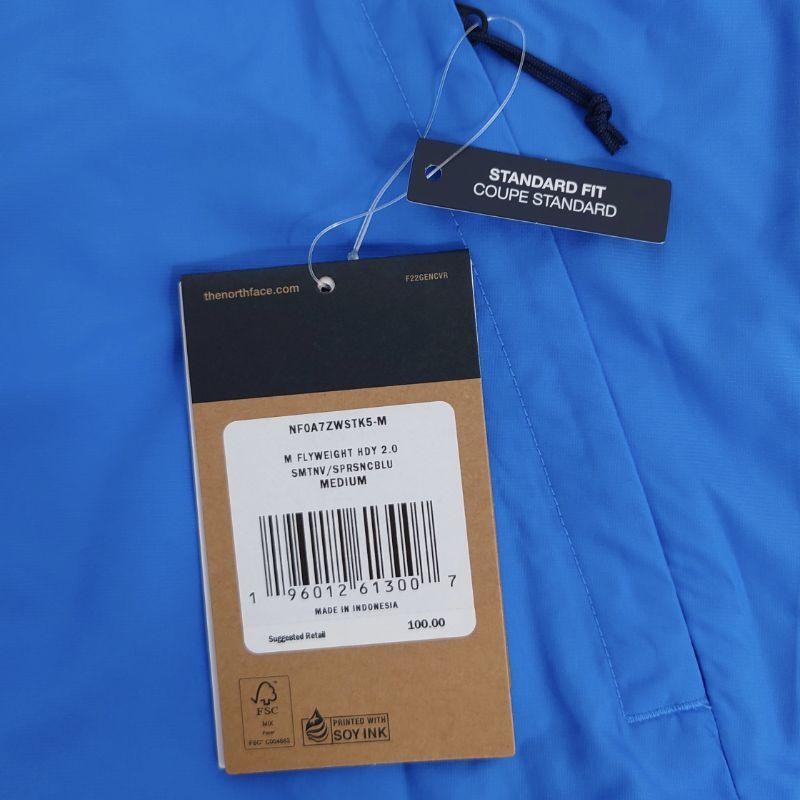 STANDARD FIT
COUPE STANDARD
thenorthface.com
F22GENCVR
NF0A7ZWSTK5-M
M FLYWEIGHT HDY 2.0
SMTNV/SPRSNCBLU
MEDIUM
1 96012 61300 7
MADE IN INDONESIA
Suggested Retail 100.00
FSC
MIX
Paper
PRINTED WITH
SOY INK